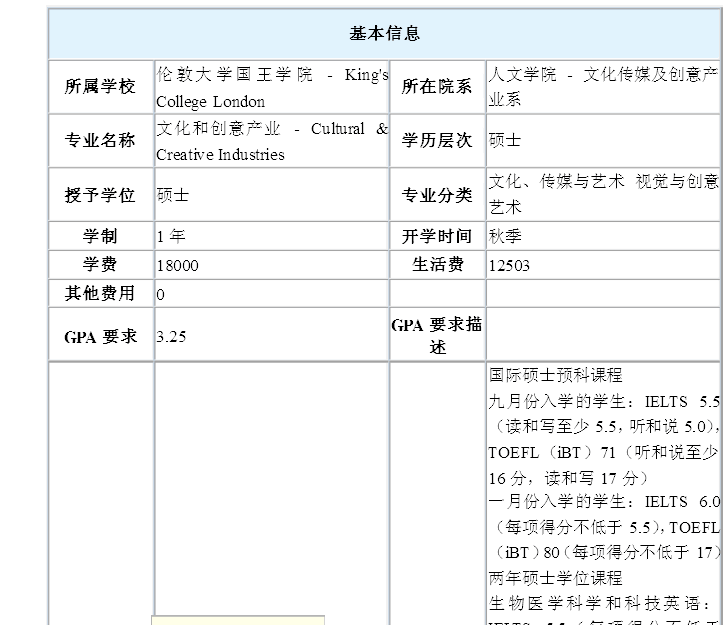 基本信息
所属学校
伦敦大学国王学院 - King's
College London
所在院系
人文学院 - 文化传媒及创意产
业系
专业名称
文化和创意产业 - Cultural &
Creative Industries
学历层次
硕士
授予学位
硕士
专业分类
文化、传媒与艺术 视觉与创意
艺术
学制
1 年
开学时间
秋季
学费
18000
生活费
12503
其他费用
0
GPA 要求
3.25
GPA 要求描
述
国际硕士预科课程
九月份入学的学生：IELTS 5.5
（读和写至少 5.5，听和说 5.0），
TOEFL（iBT）71（听和说至少
16 分，读和写 17 分）
一月份入学的学生：IELTS 6.0
（每项得分不低于 5.5），TOEFL
（iBT）80（每项得分不低于 17）
两年硕士学位课程
生物医学科学和科技英语：